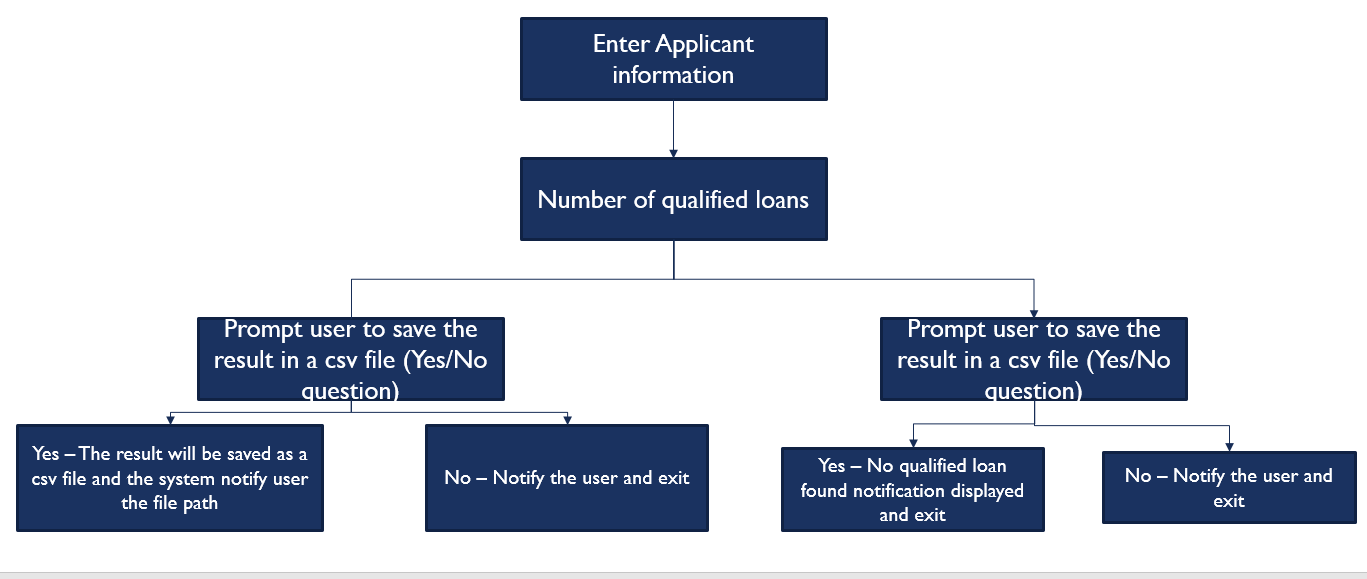 Enter Applicant
information
Number of qualified loans
Prompt user to save the
result in a csv file (Yes/No
question)
Prompt user to save the
result in a csv file (Yes/No
question)
Yes – The result will be saved as a
csv file and the system notify user
the file path
No – Notify the user and exit
Yes – No qualified loan
found notification displayed
and exit
No – Notify the user and
exit